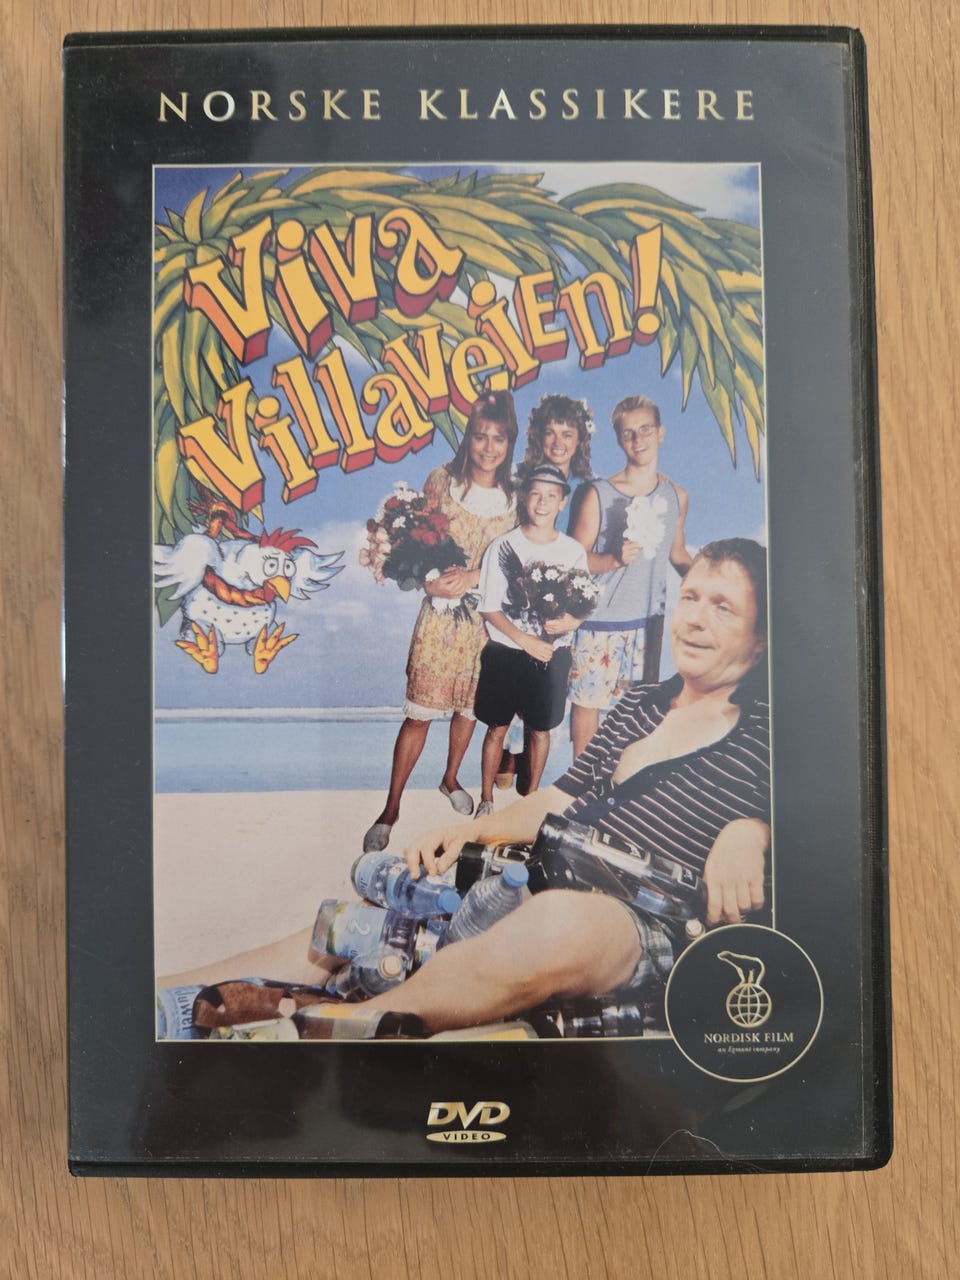 NORSKE KLASSIKERE
Viva
Villaveien!
NORDISK FILM
an Egmont company
DVD
VIDEO